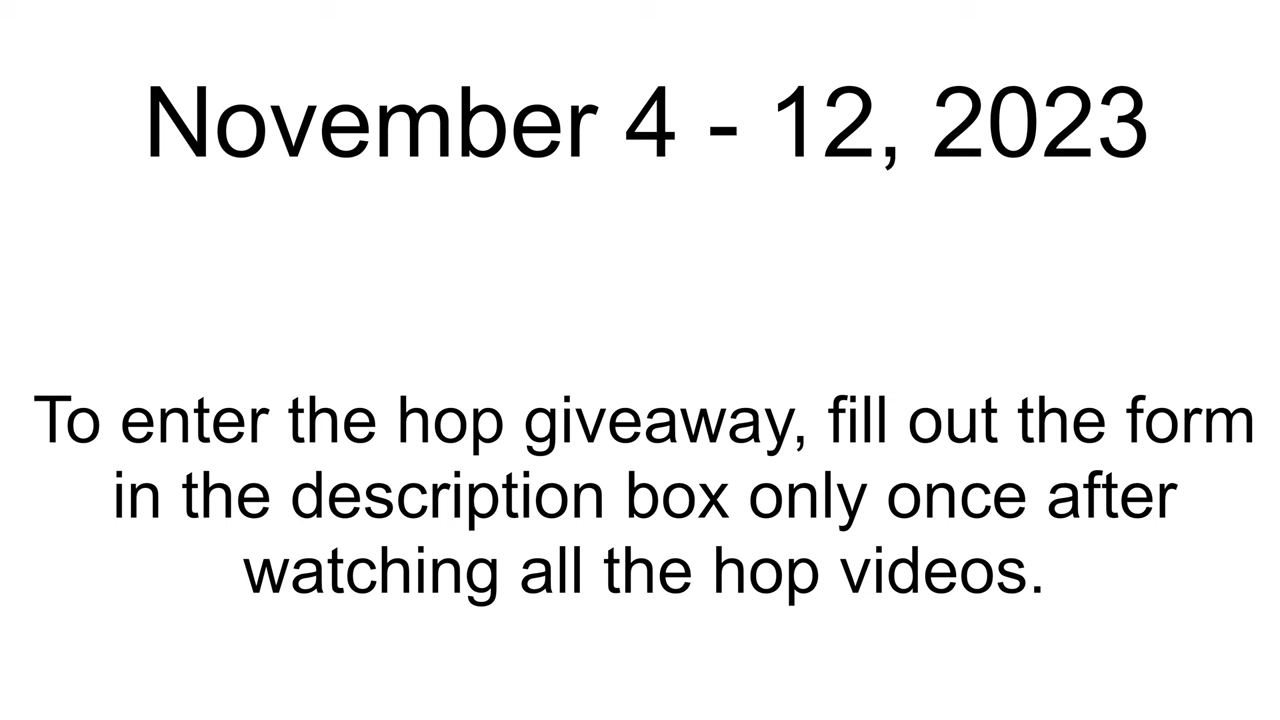 November 4 - 12, 2023
To enter the hop giveaway, fill out the form
in the description box only once after
watching all the hop videos.